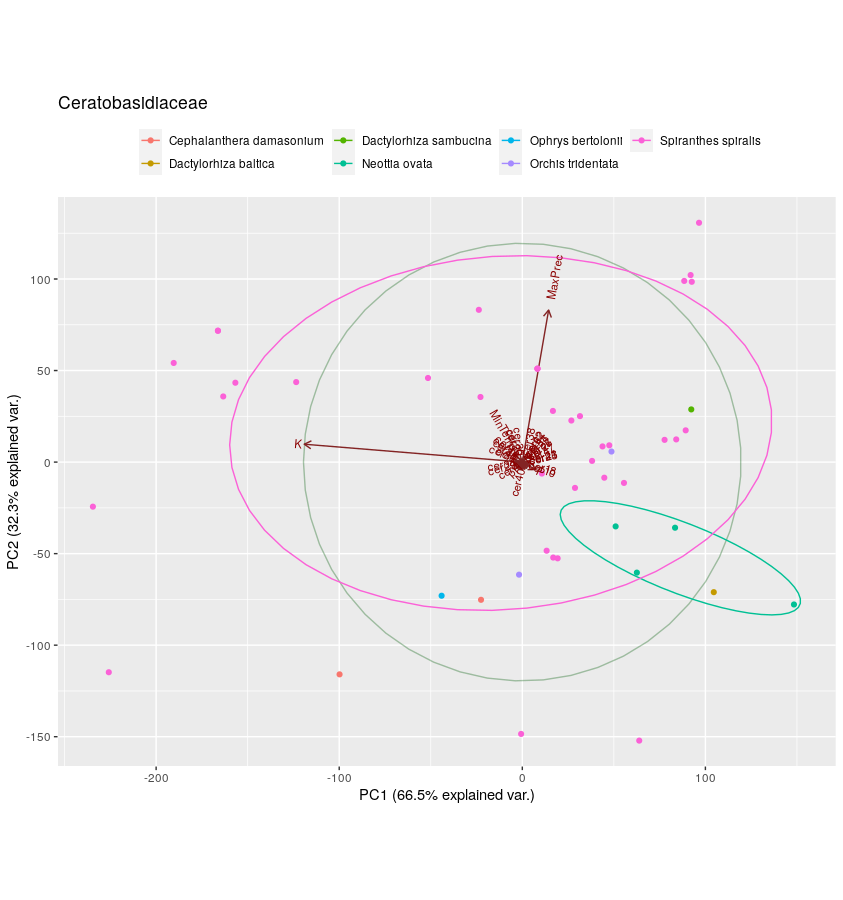 Ceratobasidiaceae
Cephalanthera damasonium Dactylorhiza sambucina Ophrys bertolonii Spiranthes spiralis
Dactylorhiza baltica Neottia ovata Orchis tridentata
MaxPrec
100
50
K
0
-50
-100
-150
-200 -100 0 100
PC1 (66.5% explained var.)
PC2 (32.3% explained var.)